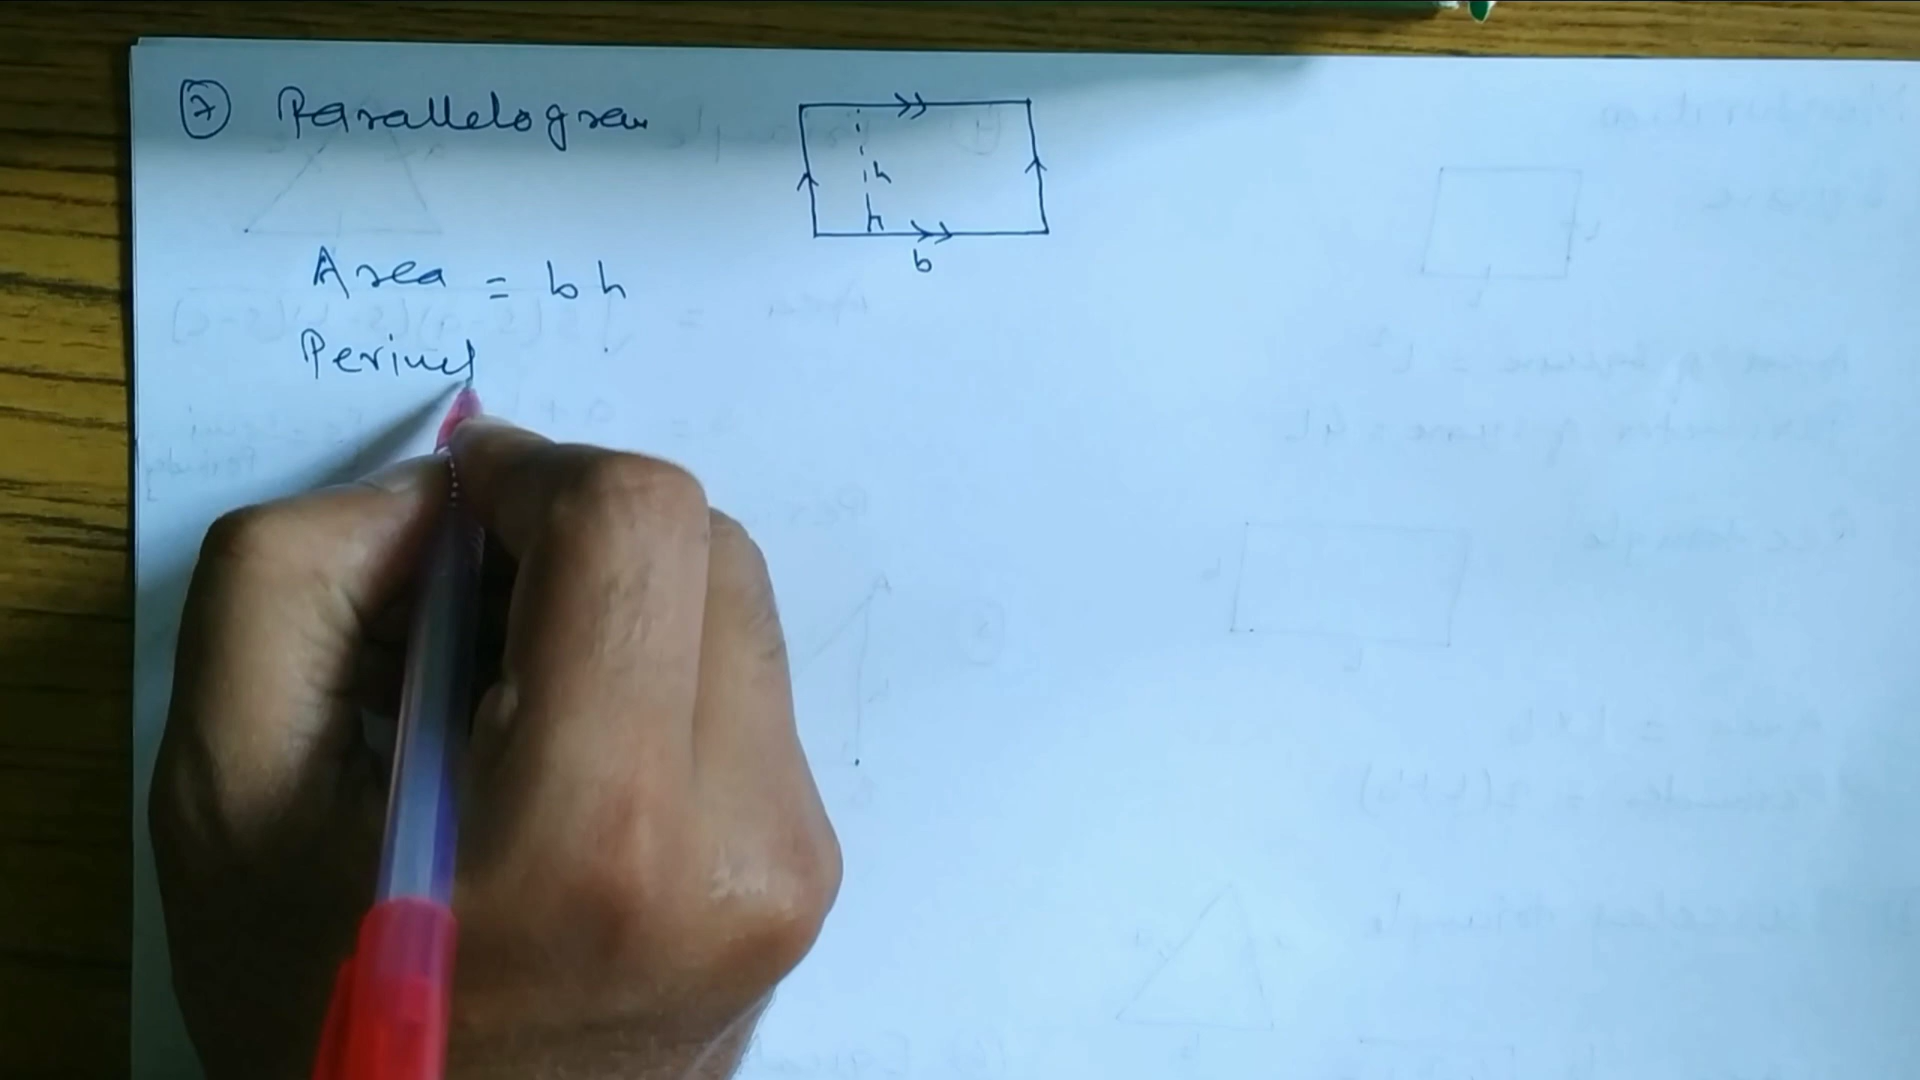 7 Parallelogram
h
b
Area = bh
Perime